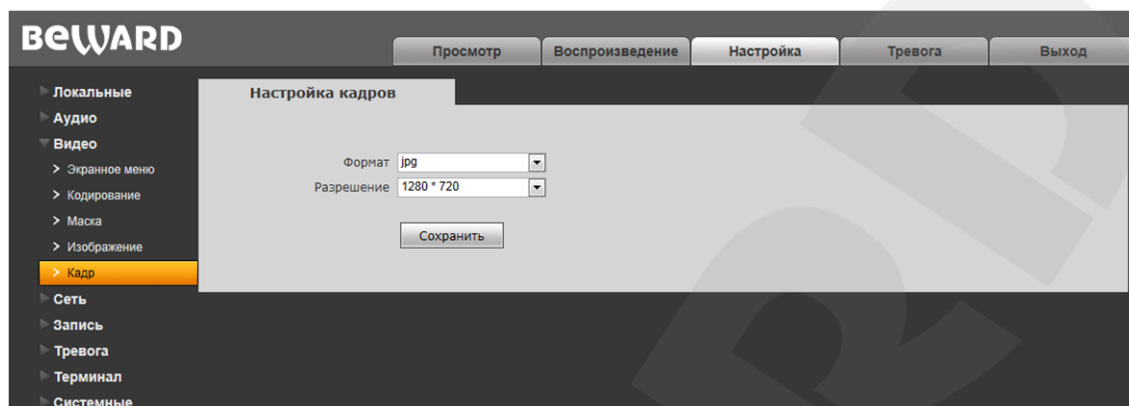 BEWARD
Просмотр Воспроизведение Настройка Тревога Выход
Локальные
Аудио
Видео
> Экранное меню
> Кодирование
> Маска
> Изображение
> Кадр
Сеть
Запись
Тревога
Терминал
Системные
Настройка кадров
Формат jpg
Разрешение 1280 * 720
Сохранить